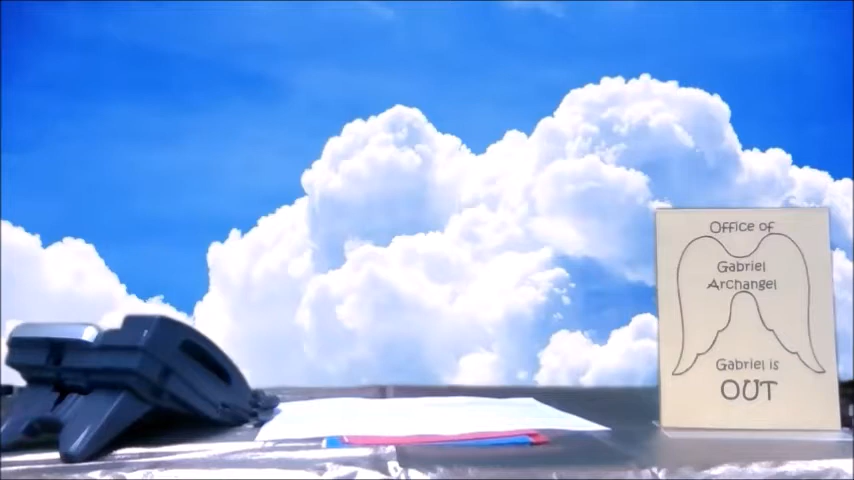 Office of
Gabriel
Archangel
Gabriel is
OUT